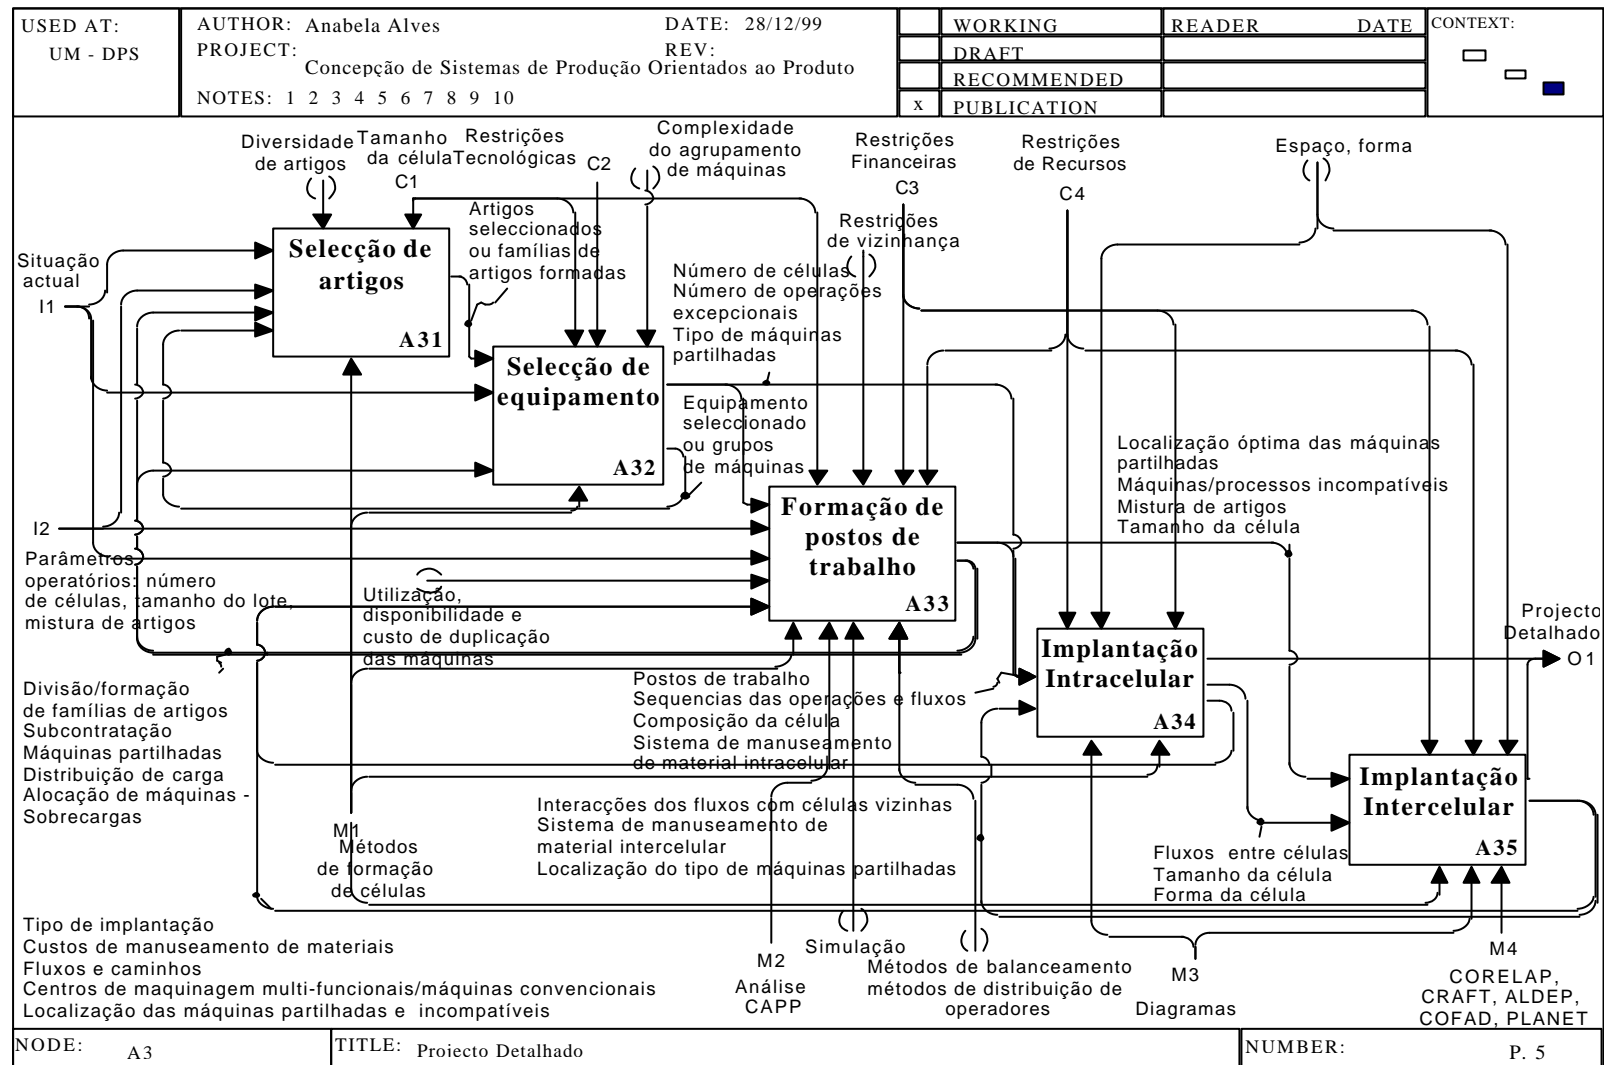 USED AT:
UM - DPS
AUTHOR: Anabela Alves
DATE: 28/12/99
PROJECT:
REV:
Concepção de Sistemas de Produção Orientados ao Produto
NOTES: 1 2 3 4 5 6 7 8 9 10
WORKING
DRAFT
RECOMMENDED
x PUBLICATION
READER DATE
CONTEXT:
Diversidade
de artigos
Tamanho
da célula
C1
Restrições
Tecnológicas
C2
Complexidade
do agrupamento
de máquinas
Restrições
Financeiras
C3
Restrições
de Recursos
C4
Espaço, forma
Restrições
de vizinhança
Situação
actual
I1
Selecção de
artigos
A31
Artigos
seleccionados
ou famílias de
artigos formadas
Número de células
Número de operações
excepcionais
Tipo de máquinas
partilhadas
Selecção de
equipamento
A32
Equipamento
seleccionado
ou grupos
de máquinas
Localização óptima das máquinas
partilhadas
Máquinas/processos incompatíveis
Mistura de artigos
Tamanho da célula
I2
Parâmetros
operatórios: número
de células, tamanho do lote,
mistura de artigos
Formação de
postos de
trabalho
A33
Utilização,
disponibilidade e
custo de duplicação
das máquinas
Projecto
Detalhado
O1
Implantação
Intracelular
A34
Postos de trabalho
Sequencias das operações e fluxos
Composição da célula
Sistema de manuseamento
de material intracelular
Divisão/formação
de famílias de artigos
Subcontratação
Máquinas partilhadas
Distribuição de carga
Alocação de máquinas -
Sobrecargas
Implantação
Intercelular
A35
Interacções dos fluxos com células vizinhas
Sistema de manuseamento de
material intercelular
Localização do tipo de máquinas partilhadas
M1
Métodos
de formação
de células
Fluxos entre células
Tamanho da célula
Forma da célula
Tipo de implantação
Custos de manuseamento de materiais
Fluxos e caminhos
Centros de maquinagem multi-funcionais/máquinas convencionais
Localização das máquinas partilhadas e incompatíveis
M2
Análise
CAPP
Simulação
Métodos de balanceamento
métodos de distribuição de
operadores
M3
Diagramas
M4
CORELAP,
CRAFT, ALDEP,
COFAD, PLANET
NODE: A3
TITLE: Projecto Detalhado
NUMBER: P. 5